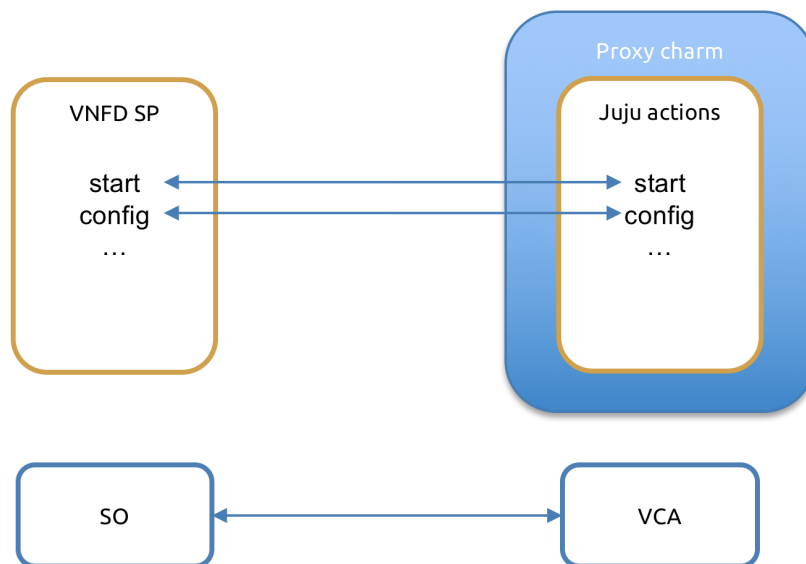 Proxy charm
VNFD SP
Juju actions
start
start
config
config
...
...
SO
VCA